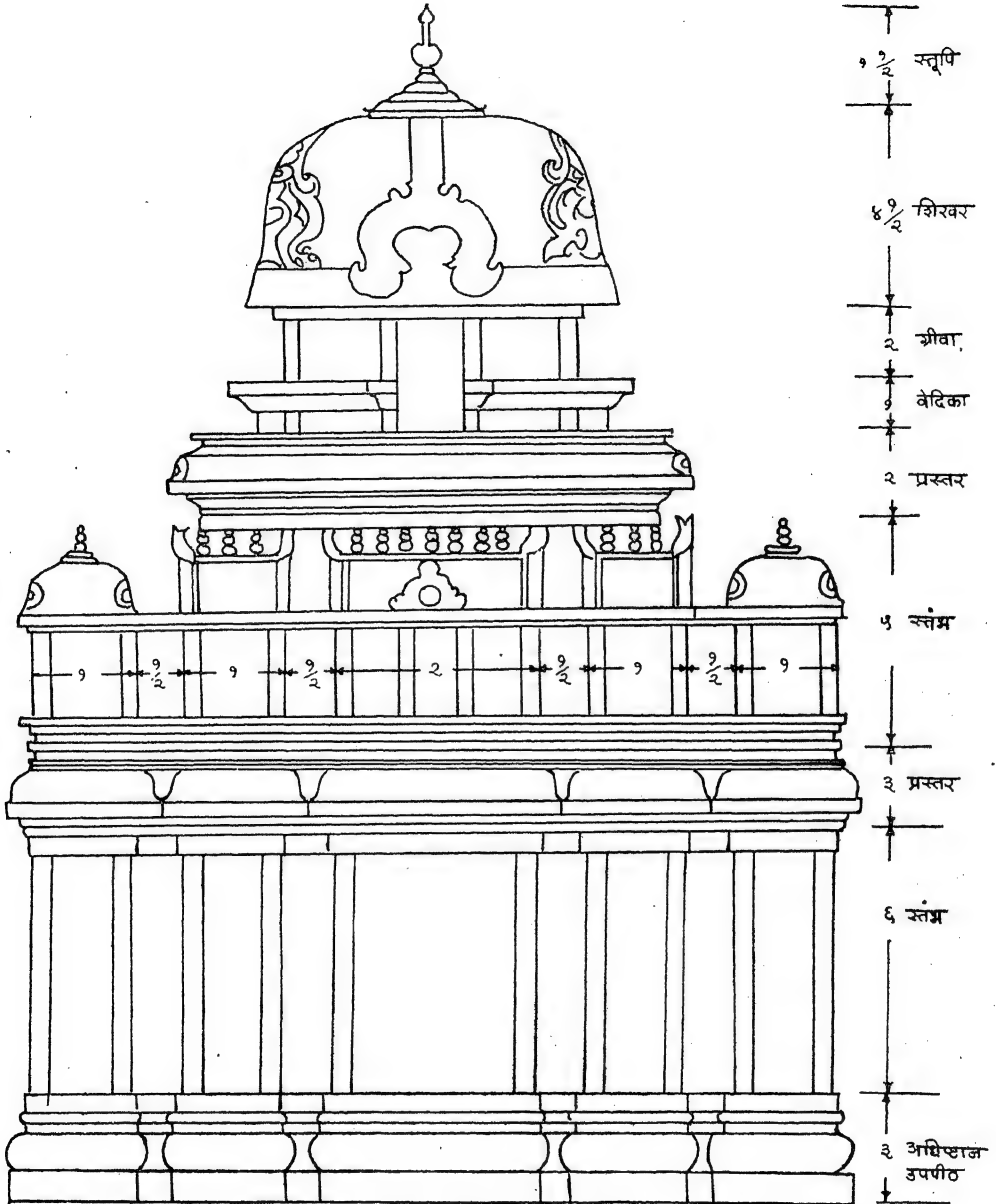 १ १/२ स्तूपि
४ १/२ शिखर
२ ग्रीवा
१ वेदिका
२ प्रस्तर
५ स्तंभ
१ १/२ १ १/२ २ १/२ १ १/२ १
३ प्रस्तर
६ स्तंभ
३ अधिष्टान
उपपीठ